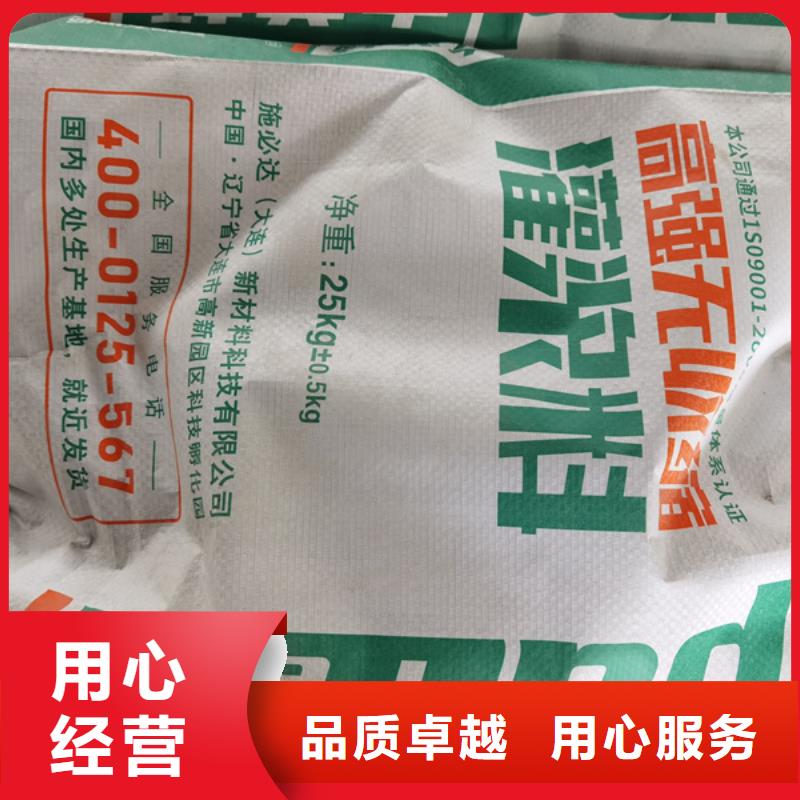 本公司通过ISO9001-20
体系认证
高强无收缩
灌浆料
净重：25kg±0.5kg
施必达（大连）新材料科技有限公司
中国·辽宁省大连市高新园区科技孵化园
全国服务电话
400-0125-567
国内多处生产基地，就近发货
用心
经营
品质卓越 用心服务